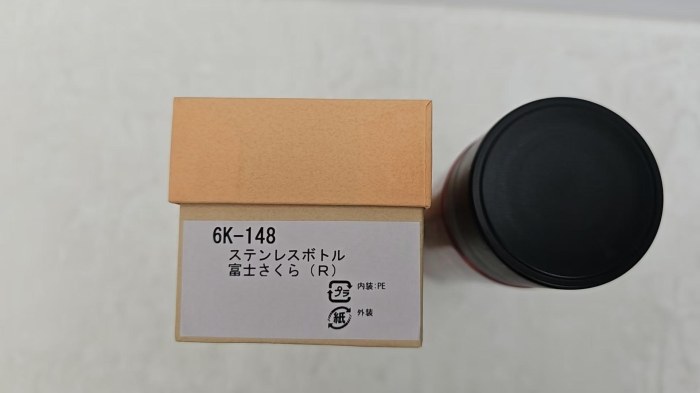 6K-148
ステンレスボトル
富士さくら（R）
プラ 内装:PE
紙 外装